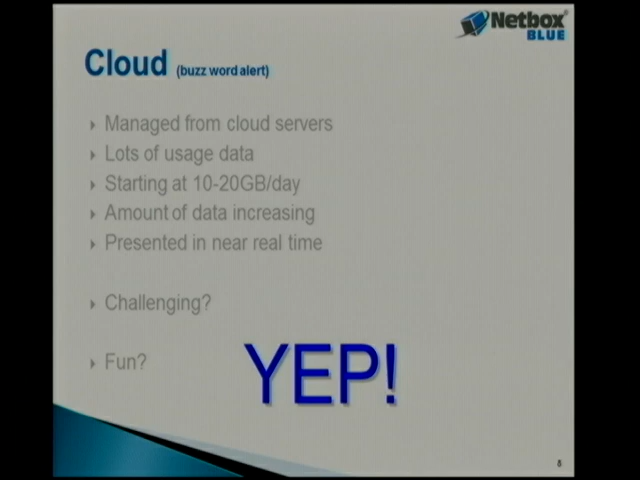 Netbox®
BLUE
Cloud (buzz word alert)
Managed from cloud servers
Lots of usage data
Starting at 10-20GB/day
Amount of data increasing
Presented in near real time
Challenging?
Fun?
YEP!
8